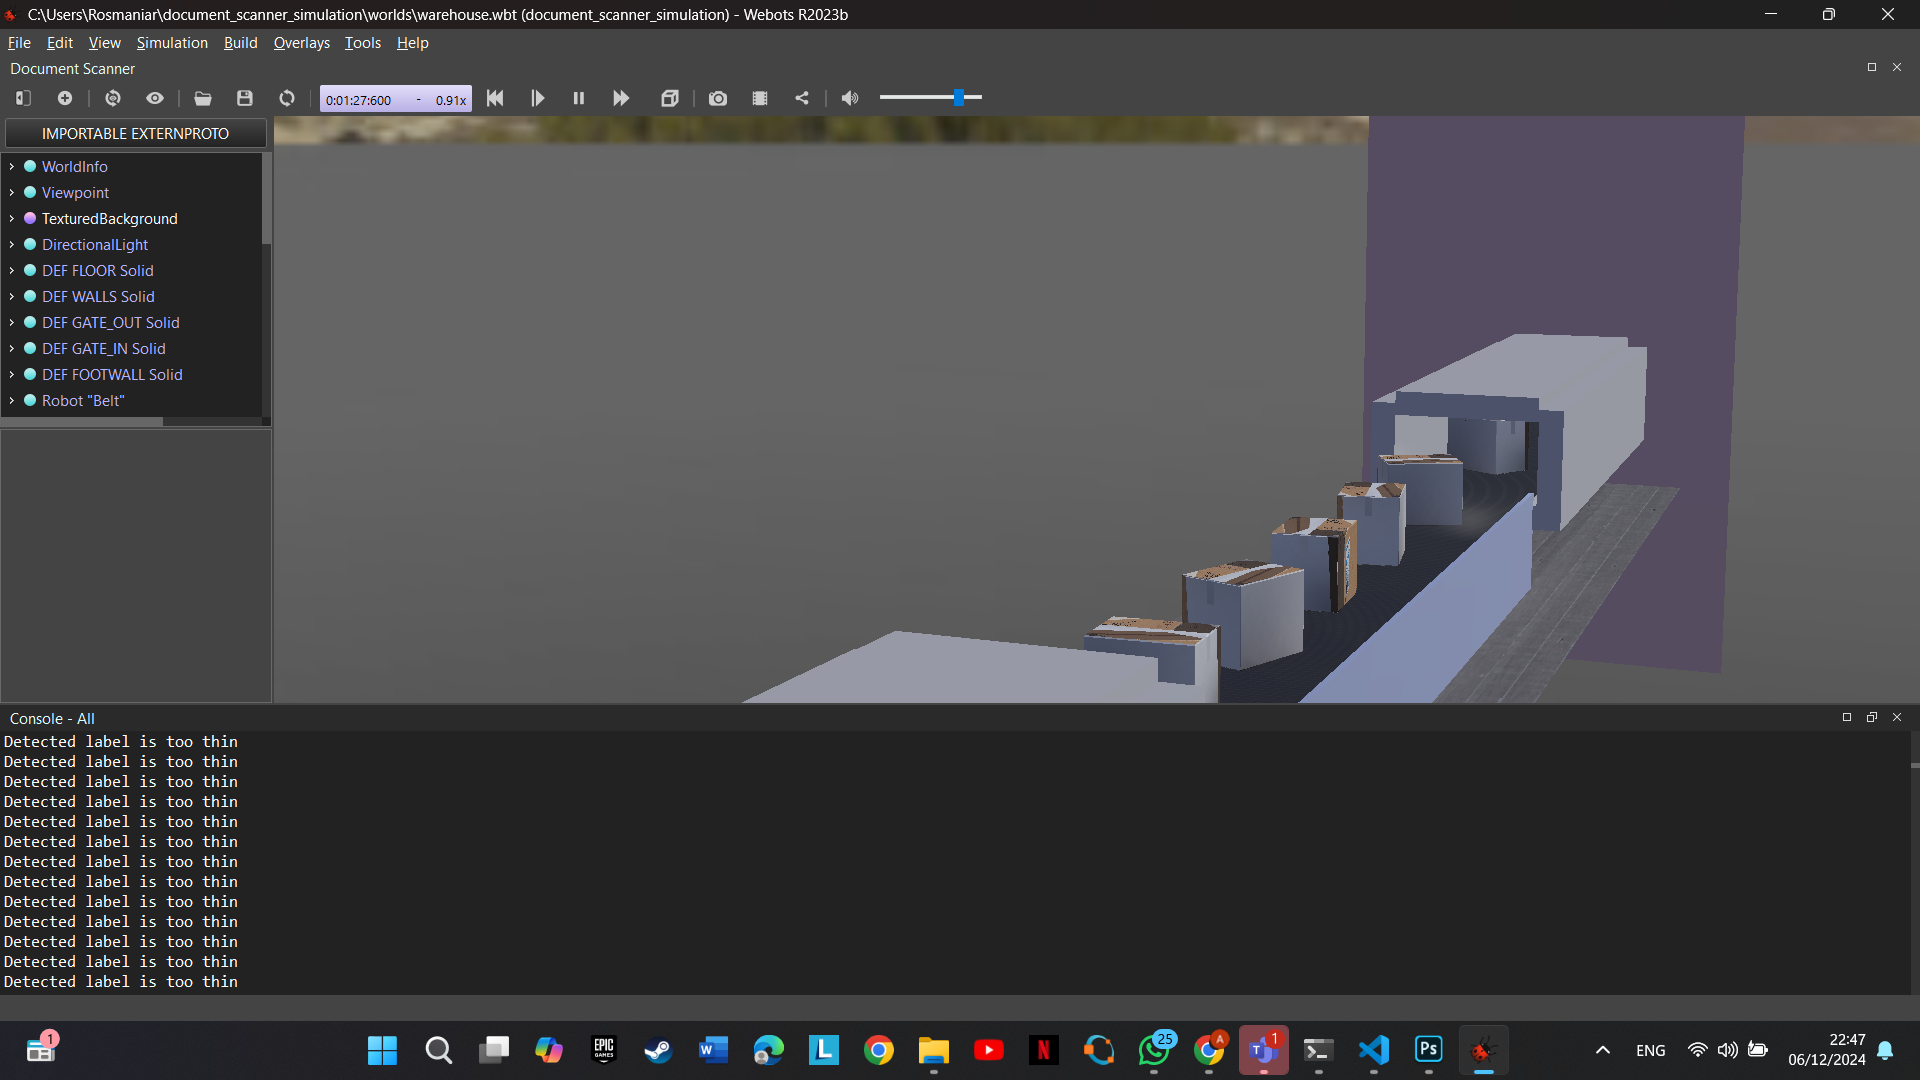 C:\Users\Rosmaniar\document_scanner_simulation\worlds\warehouse.wbt (document_scanner_simulation) - Webots R2023b
File Edit View Simulation Build Overlays Tools Help
Document Scanner
0:01:27:600 - 0.91x
IMPORTABLE EXTERNPROTO
WorldInfo
Viewpoint
TexturedBackground
DirectionalLight
DEF FLOOR Solid
DEF WALLS Solid
DEF GATE_OUT Solid
DEF GATE_IN Solid
DEF FOOTWALL Solid
Robot "Belt"
Console - All
Detected label is too thin
Detected label is too thin
Detected label is too thin
Detected label is too thin
Detected label is too thin
Detected label is too thin
Detected label is too thin
Detected label is too thin
Detected label is too thin
Detected label is too thin
Detected label is too thin
Detected label is too thin
Detected label is too thin
1
EPIC
GAMES
W
L
N
25
A
1
Ps
ENG
22:47
06/12/2024